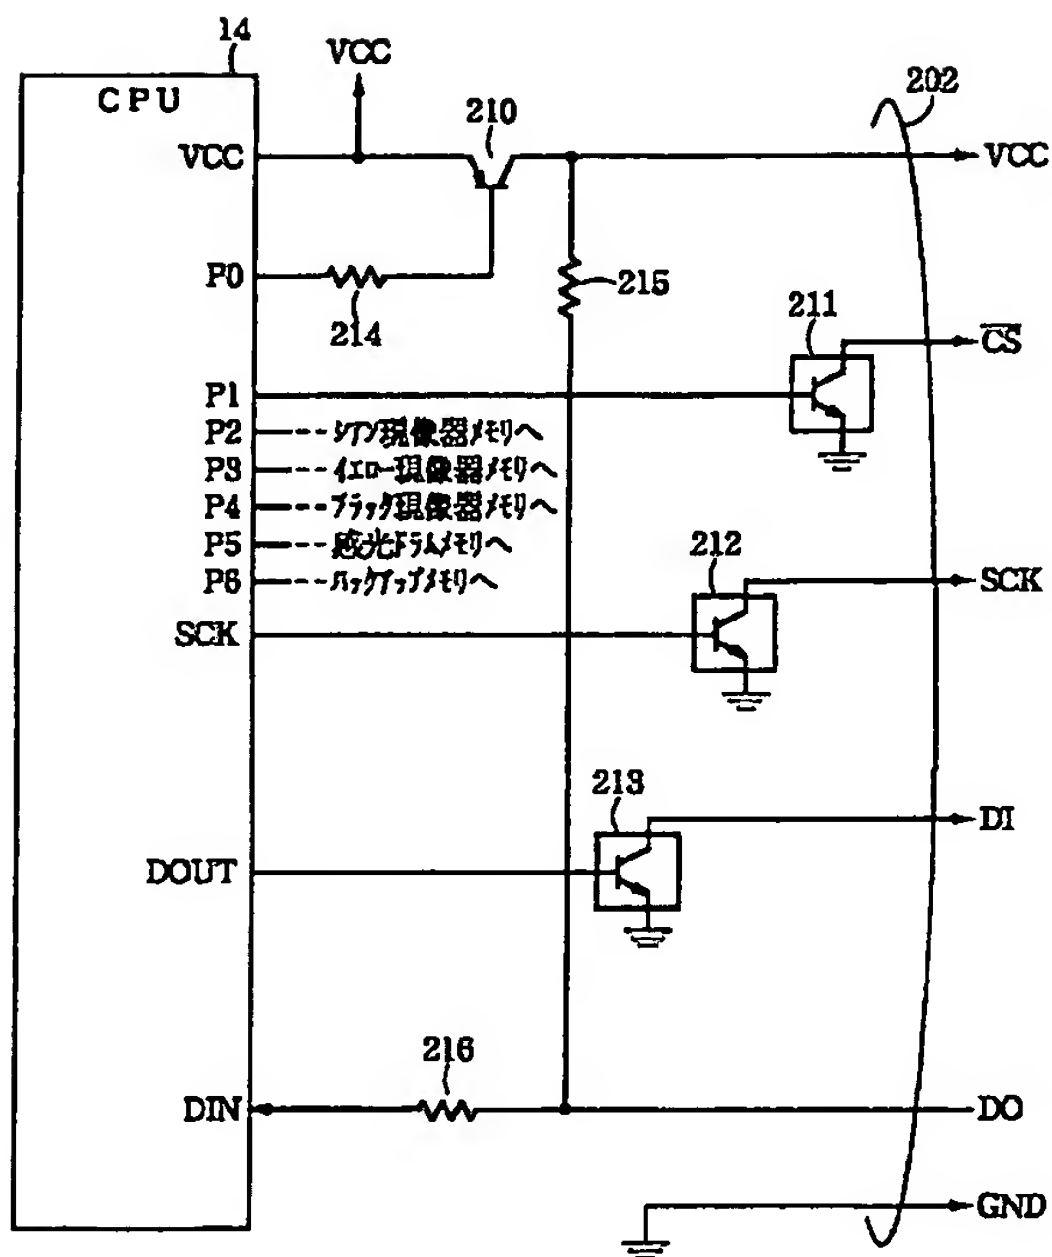 14
VCC
CPU
210
202
VCC
VCC
P0
214
215
211
CS
P1
P2 シアン現像器メモリへ
P3 イエロー現像器メモリへ
P4 ブラック現像器メモリへ
P5 感光ドラムメモリへ
P6 バックアップメモリへ
212
SCK
SCK
213
DI
DOUT
216
DIN
DO
GND